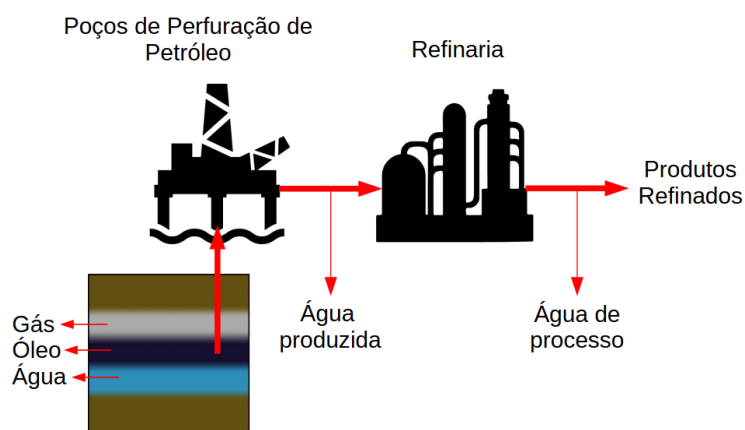 Poços de Perfuração de
Petróleo
Refinaria
Produtos
Refinados
Gás
Óleo
Água
Água
produzida
Água de
processo